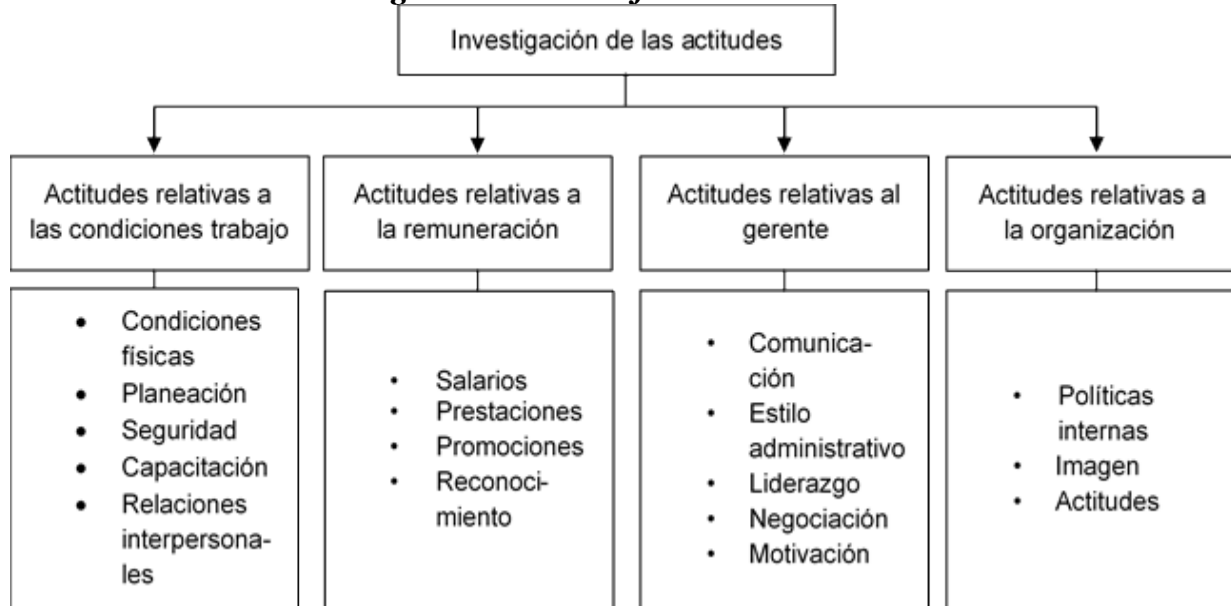 Investigación de las actitudes
Actitudes relativas a
las condiciones trabajo
Actitudes relativas a
la remuneración
Actitudes relativas al
gerente
Actitudes relativas a
la organización
• Condiciones
físicas
• Planeación
• Seguridad
• Capacitación
• Relaciones
interpersona-
les
• Salarios
• Prestaciones
• Promociones
• Reconoci-
miento
• Comunica-
ción
• Estilo
administrativo
• Liderazgo
• Negociación
• Motivación
• Políticas
internas
• Imagen
• Actitudes